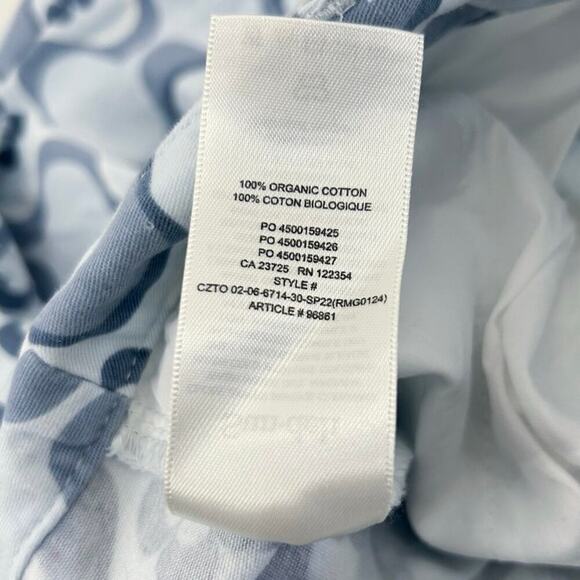 100% ORGANIC COTTON
100% COTON BIOLOGIQUE
PO 4500159425
PO 4500159426
PO 4500159427
CA 23725 RN 122354
STYLE #
CZTO 02-06-6714-30-SP22(RMG0124)
ARTICLE # 96861